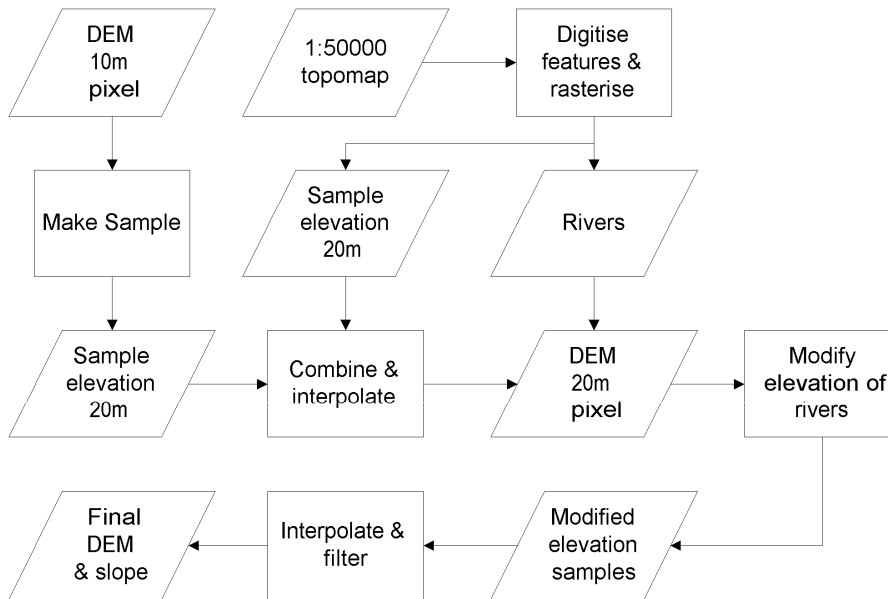 DEM
10m
pixel
1:50000
topomap
Digitise
features &
rasterise
Make Sample
Sample
elevation
20m
Rivers
Sample
elevation
20m
Combine &
interpolate
DEM
20m
pixel
Modify
elevation of
rivers
Final
DEM
& slope
Interpolate &
filter
Modified
elevation
samples